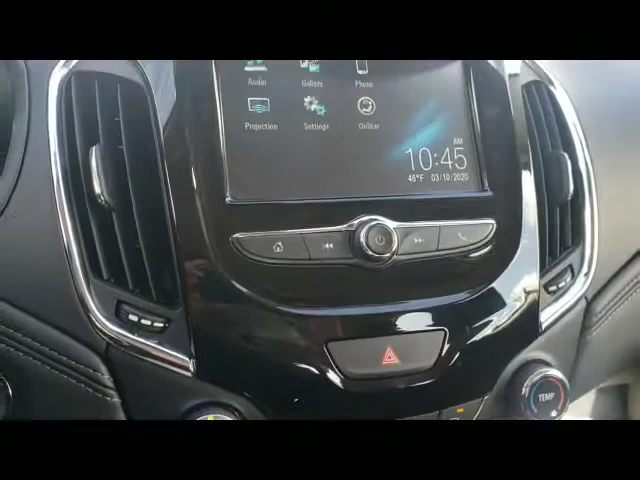 Audio Gallery Phone
Projection Settings OnStar
AM
10:45
46°F 03/10/2020
TEMP